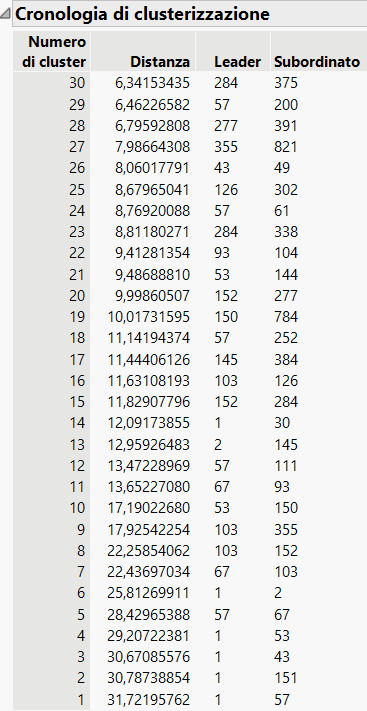 Cronologia di clusterizzazione
Numero
di cluster Distanza Leader Subordinato
30 6,34153435 284 375
29 6,46226582 57 200
28 6,79592808 277 391
27 7,98664308 355 821
26 8,06017791 43 49
25 8,67965041 126 302
24 8,76920088 57 61
23 8,81180271 284 338
22 9,41281354 93 104
21 9,48688810 53 144
20 9,99860507 152 277
19 10,01731595 150 784
18 11,14194374 57 252
17 11,44406126 145 384
16 11,63108193 103 126
15 11,82907796 152 284
14 12,09173855 1 30
13 12,95926483 2 145
12 13,47228969 57 111
11 13,65227080 67 93
10 17,19022680 53 150
9 17,92542254 103 355
8 22,25854062 103 152
7 22,43697034 67 103
6 25,81269911 1 2
5 28,42965388 57 67
4 29,20722381 1 53
3 30,67085576 1 43
2 30,78738854 1 151
1 31,72195762 1 57